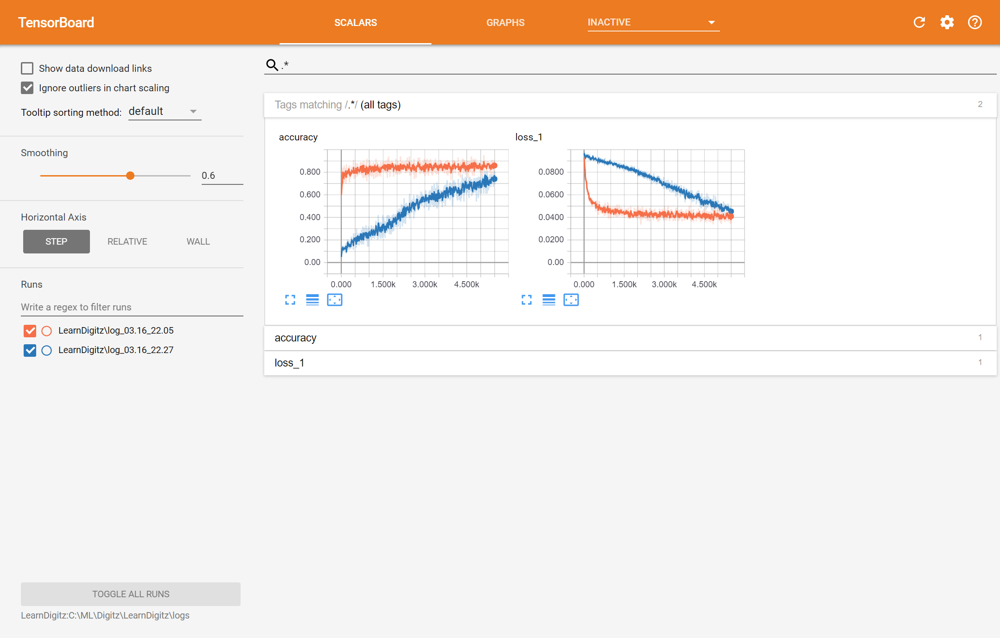 TensorBoard
SCALARS
GRAPHS
INACTIVE
Show data download links
Ignore outliers in chart scaling
Tooltip sorting method: default
Smoothing
0.6
Horizontal Axis
STEP RELATIVE WALL
Runs
Write a regex to filter runs
LearnDigitz\log_03.16_22.05
LearnDigitz\log_03.16_22.27
TOGGLE ALL RUNS
LearnDigitz:C:\ML\Digitz\LearnDigitz\logs
.*
Tags matching /.*/ (all tags) 2
accuracy
0.800
0.600
0.400
0.200
0.00
0.000 1.500k 3.000k 4.500k
loss_1
0.0800
0.0600
0.0400
0.0200
0.00
0.000 1.500k 3.000k 4.500k
accuracy 1
loss_1 1